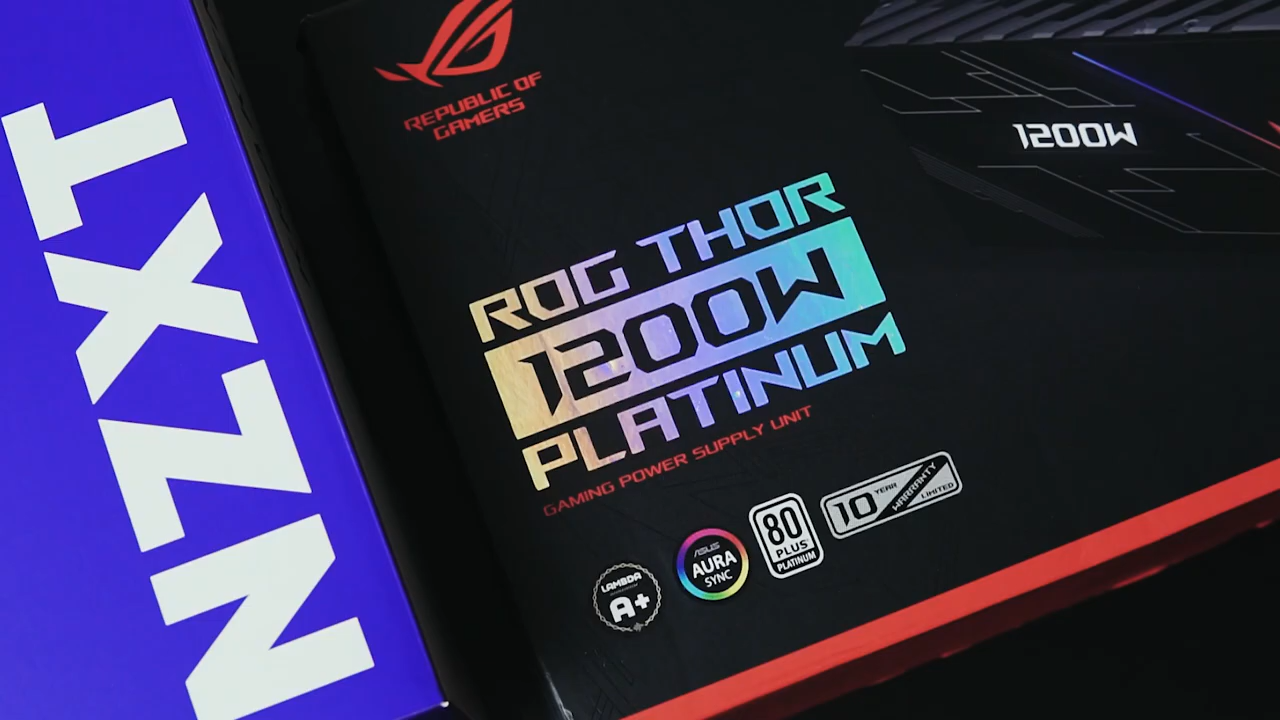 NZXT
REPUBLIC OF
GAMERS
1200W
ROG THOR
1200W
PLATINUM
GAMING POWER SUPPLY UNIT
LAMBDA
A+
ASUS
AURA
SYNC
80
PLUS
PLATINUM
10 YEAR WARRANTY LIMITED